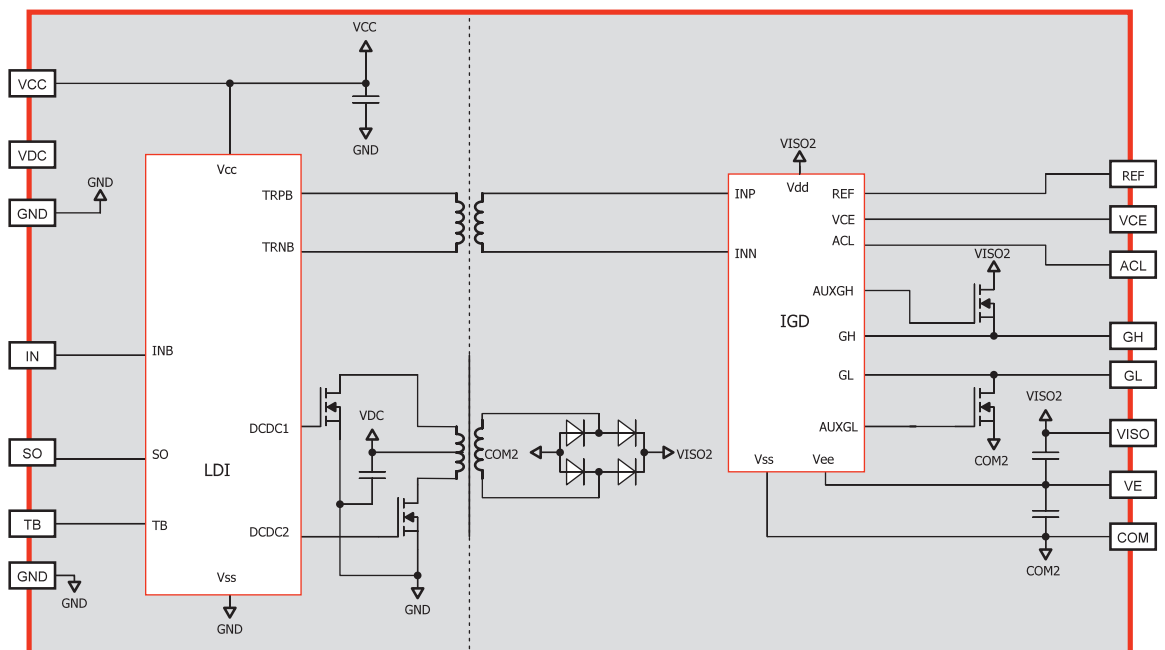 VCC
VCC
VDC
GND
GND
GND
IN
SO
TB
GND
GND
Vcc
TRPB
TRNB
INB
DCDC1
SO
LDI
TB
DCDC2
Vss
GND
VDC
GND
COM2
VISO2
VISO2
Vdd
INP
INN
REF
VCE
ACL
AUXGH
IGD
GH
GL
AUXGL
Vss
Vee
VISO2
COM2
VISO2
COM2
REF
VCE
ACL
GH
GL
VISO
VE
COM